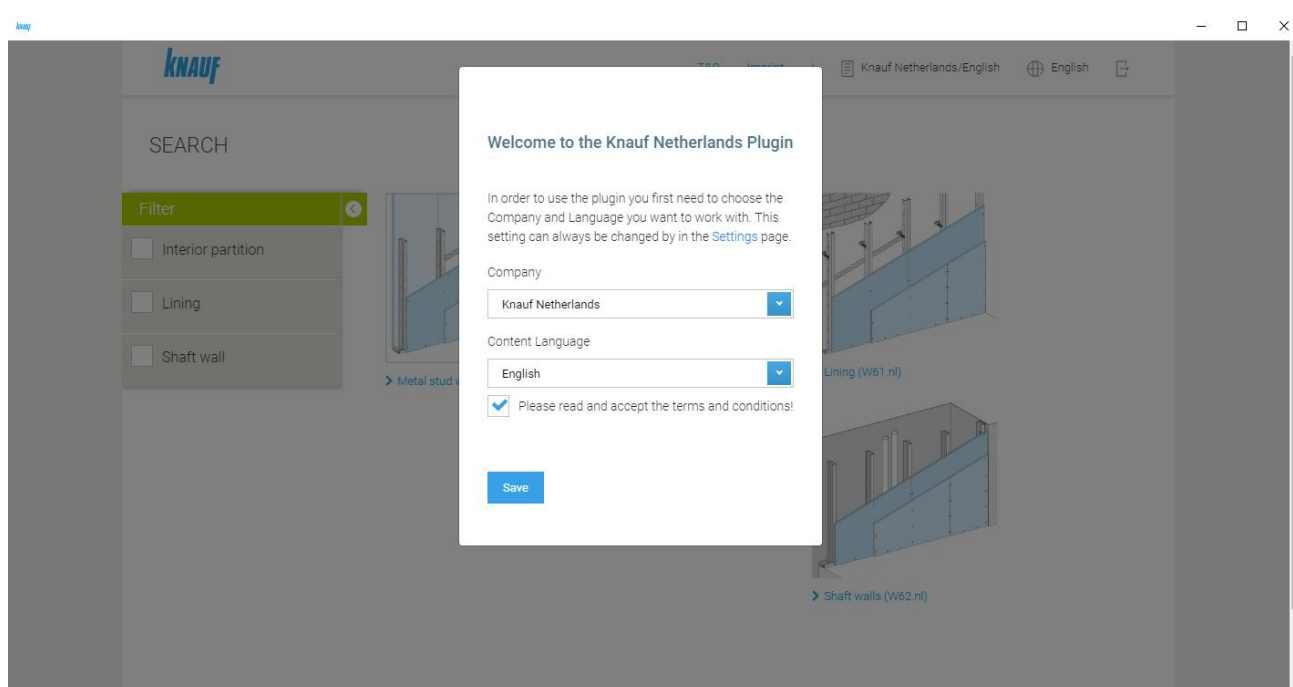 knauf
KNAUF
Knauf Netherlands/English
English
SEARCH
Filter
Interior partition
Lining
Shaft wall
Metal stud
Lining (W61.nl)
Shaft walls (W62.nl)
Welcome to the Knauf Netherlands Plugin
In order to use the plugin you first need to choose the
Company and Language you want to work with. This
setting can always be changed by in the Settings page.
Company
Knauf Netherlands
Content Language
English
Please read and accept the terms and conditions!
Save